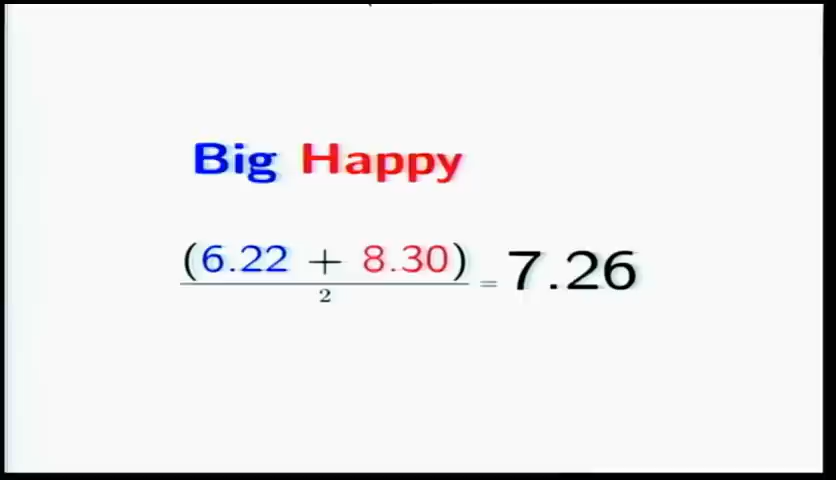 Big Happy
(6.22 + 8.30)
2
= 7.26